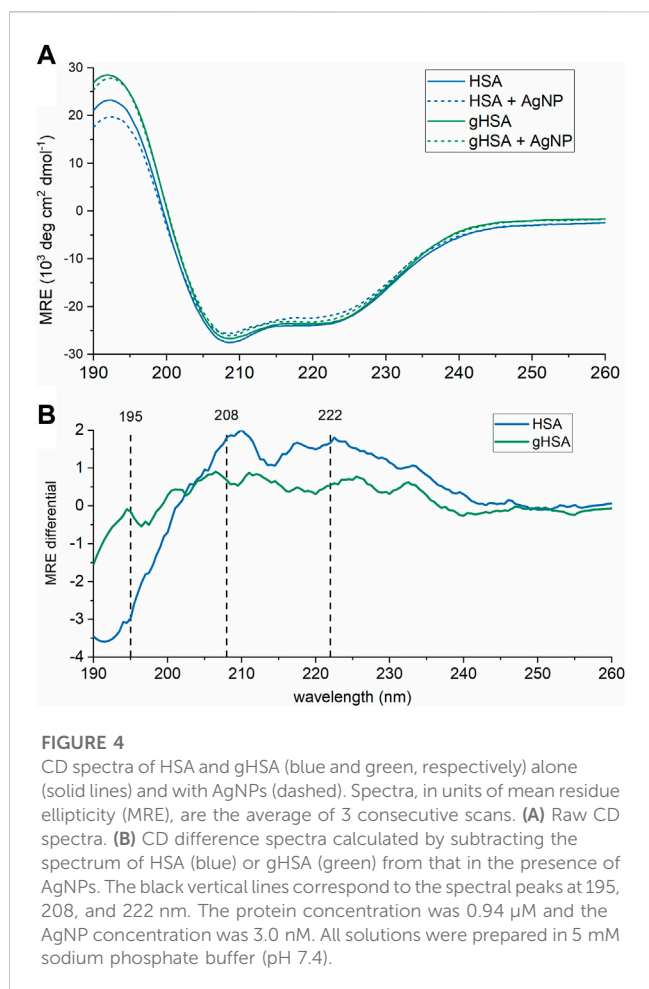 A
30
20
10
0
-10
-20
-30
MRE (10³ deg cm² dmol⁻¹)
HSA
HSA + AgNP
gHSA
gHSA + AgNP
190 200 210 220 230 240 250 260
B
195 208 222
2
1
0
-1
-2
-3
-4
MRE differential
HSA
gHSA
190 200 210 220 230 240 250 260
wavelength (nm)
FIGURE 4
CD spectra of HSA and gHSA (blue and green, respectively) alone
(solid lines) and with AgNPs (dashed). Spectra, in units of mean residue
ellipticity (MRE), are the average of 3 consecutive scans. (A) Raw CD
spectra. (B) CD difference spectra calculated by subtracting the
spectrum of HSA (blue) or gHSA (green) from that in the presence of
AgNPs. The black vertical lines correspond to the spectral peaks at 195,
208, and 222 nm. The protein concentration was 0.94 µM and the
AgNP concentration was 3.0 nM. All solutions were prepared in 5 mM
sodium phosphate buffer (pH 7.4).